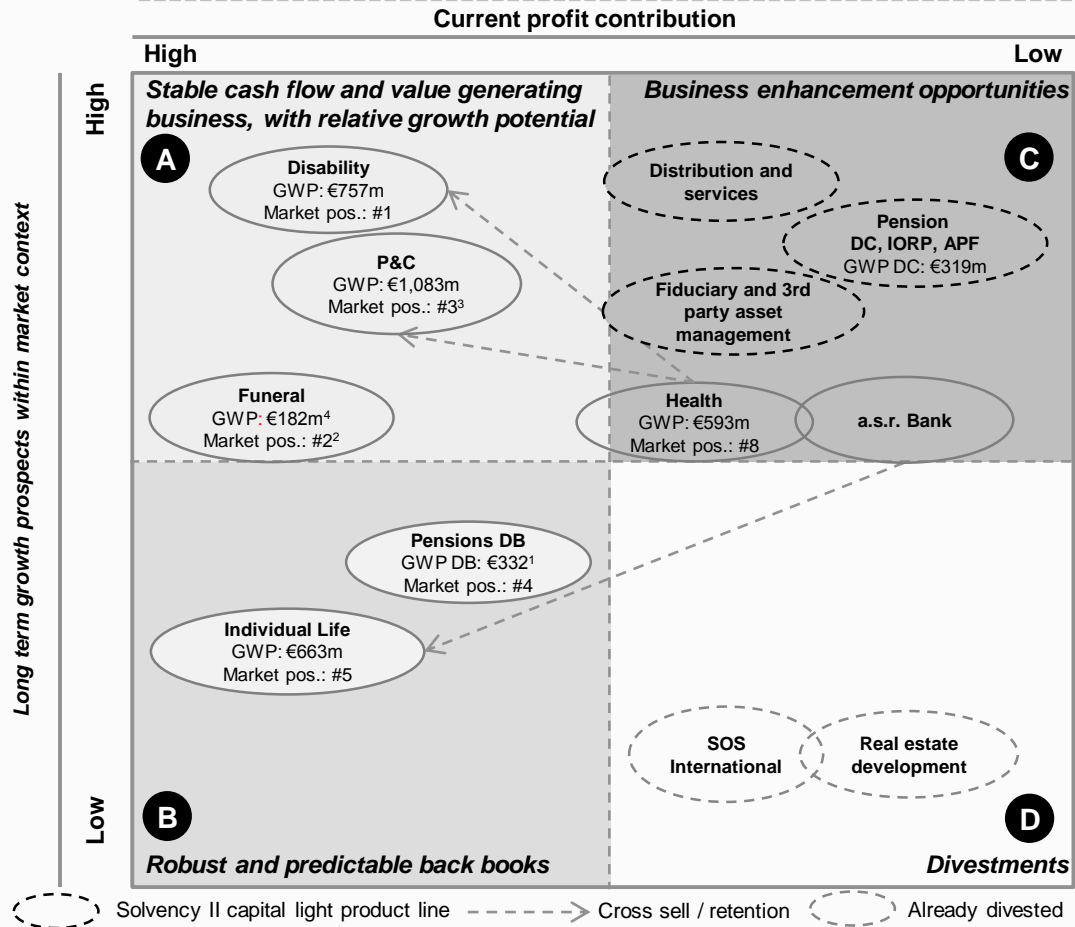 Current profit contribution
High
Low
Long term growth prospects within market context
High
Low
Stable cash flow and value generating
business, with relative growth potential
A
Disability
GWP: €757m
Market pos.: #1
P&C
GWP: €1,083m
Market pos.: #3³
Funeral
GWP: €182m⁴
Market pos.: #2²
Business enhancement opportunities
C
Distribution and
services
Pension
DC, IORP, APF
GWP DC: €319m
Fiduciary and 3rd
party asset
management
Health
GWP: €593m
Market pos.: #8
a.s.r. Bank
Pensions DB
GWP DB: €332¹
Market pos.: #4
Individual Life
GWP: €663m
Market pos.: #5
B
Robust and predictable back books
SOS
International
Real estate
development
D
Divestments
Solvency II capital light product line
Cross sell / retention
Already divested